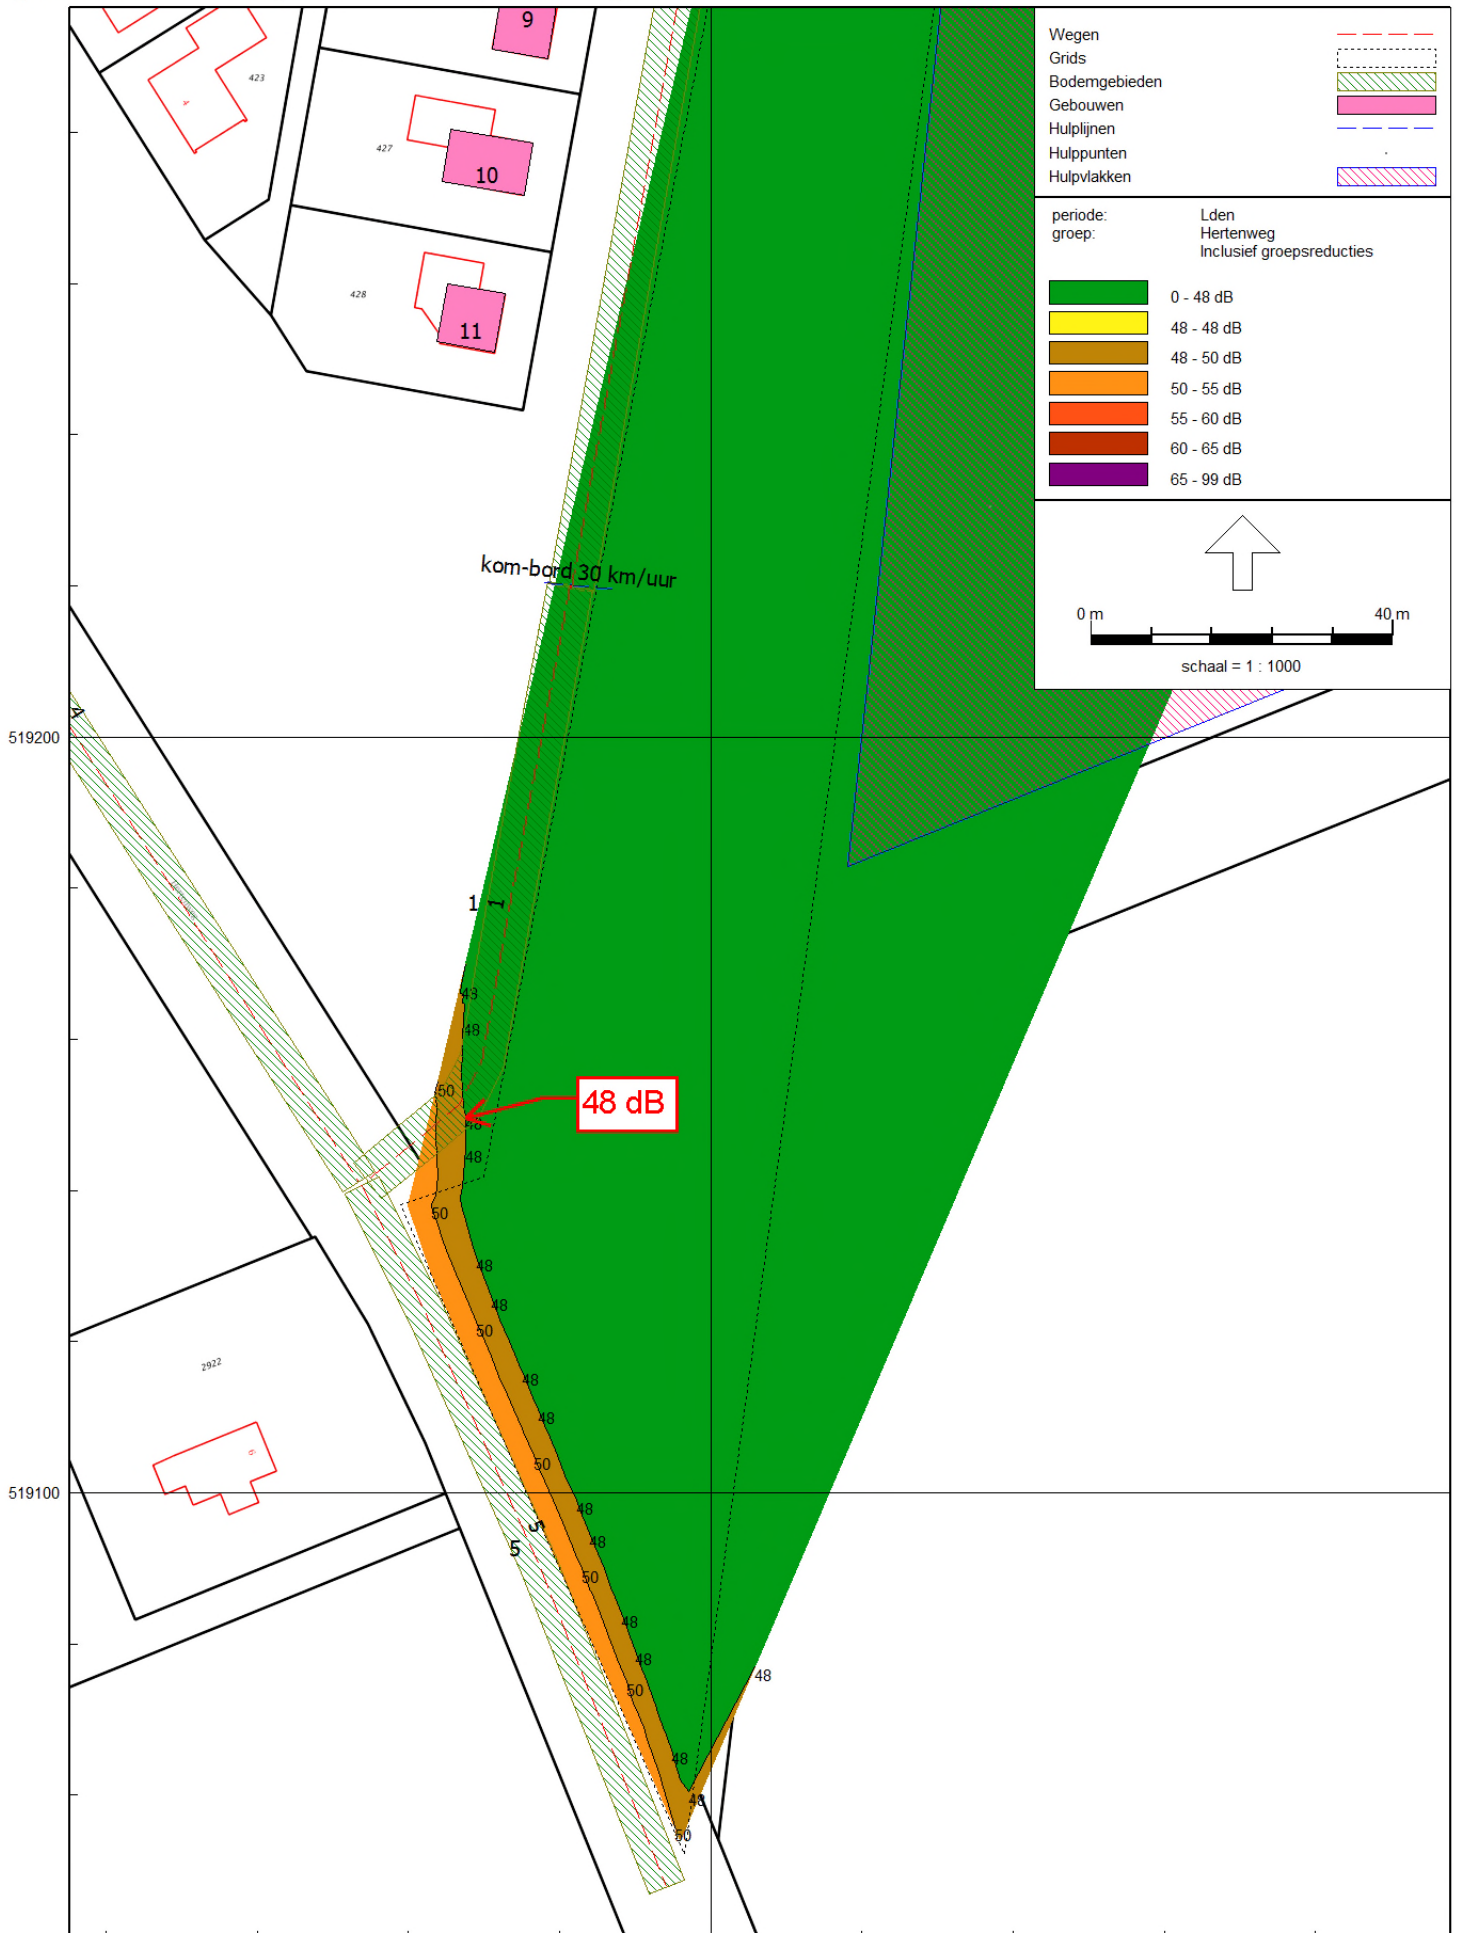 9
Wegen
Grids
Bodemgebieden
Gebouwen
Hulplijnen
Hulppunten
Hulpvlakken
423
4
427
10
428
11
periode: Lden
groep: Hertenweg
Inclusief groepsreducties
0 - 48 dB
48 - 48 dB
48 - 50 dB
50 - 55 dB
55 - 60 dB
60 - 65 dB
65 - 99 dB
kom-bord 30 km/uur
0 m 40 m
schaal = 1 : 1000
4
519200
1 1
43
48
50
48 dB
48
48
50
48
48
50
2922
48
48
6
50
519100
48
5
5
48
50
48
48
50
48
48
48
50